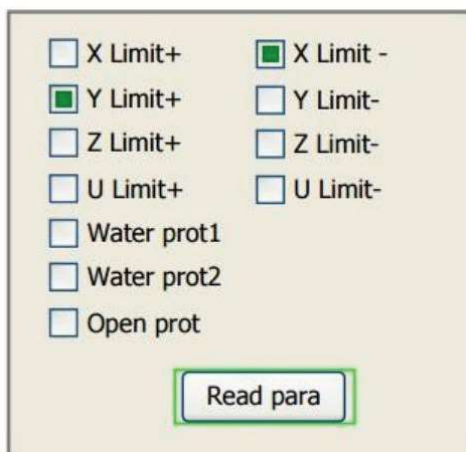 X Limit+ X Limit -
Y Limit+ Y Limit-
Z Limit+ Z Limit-
U Limit+ U Limit-
Water prot1
Water prot2
Open prot
Read para